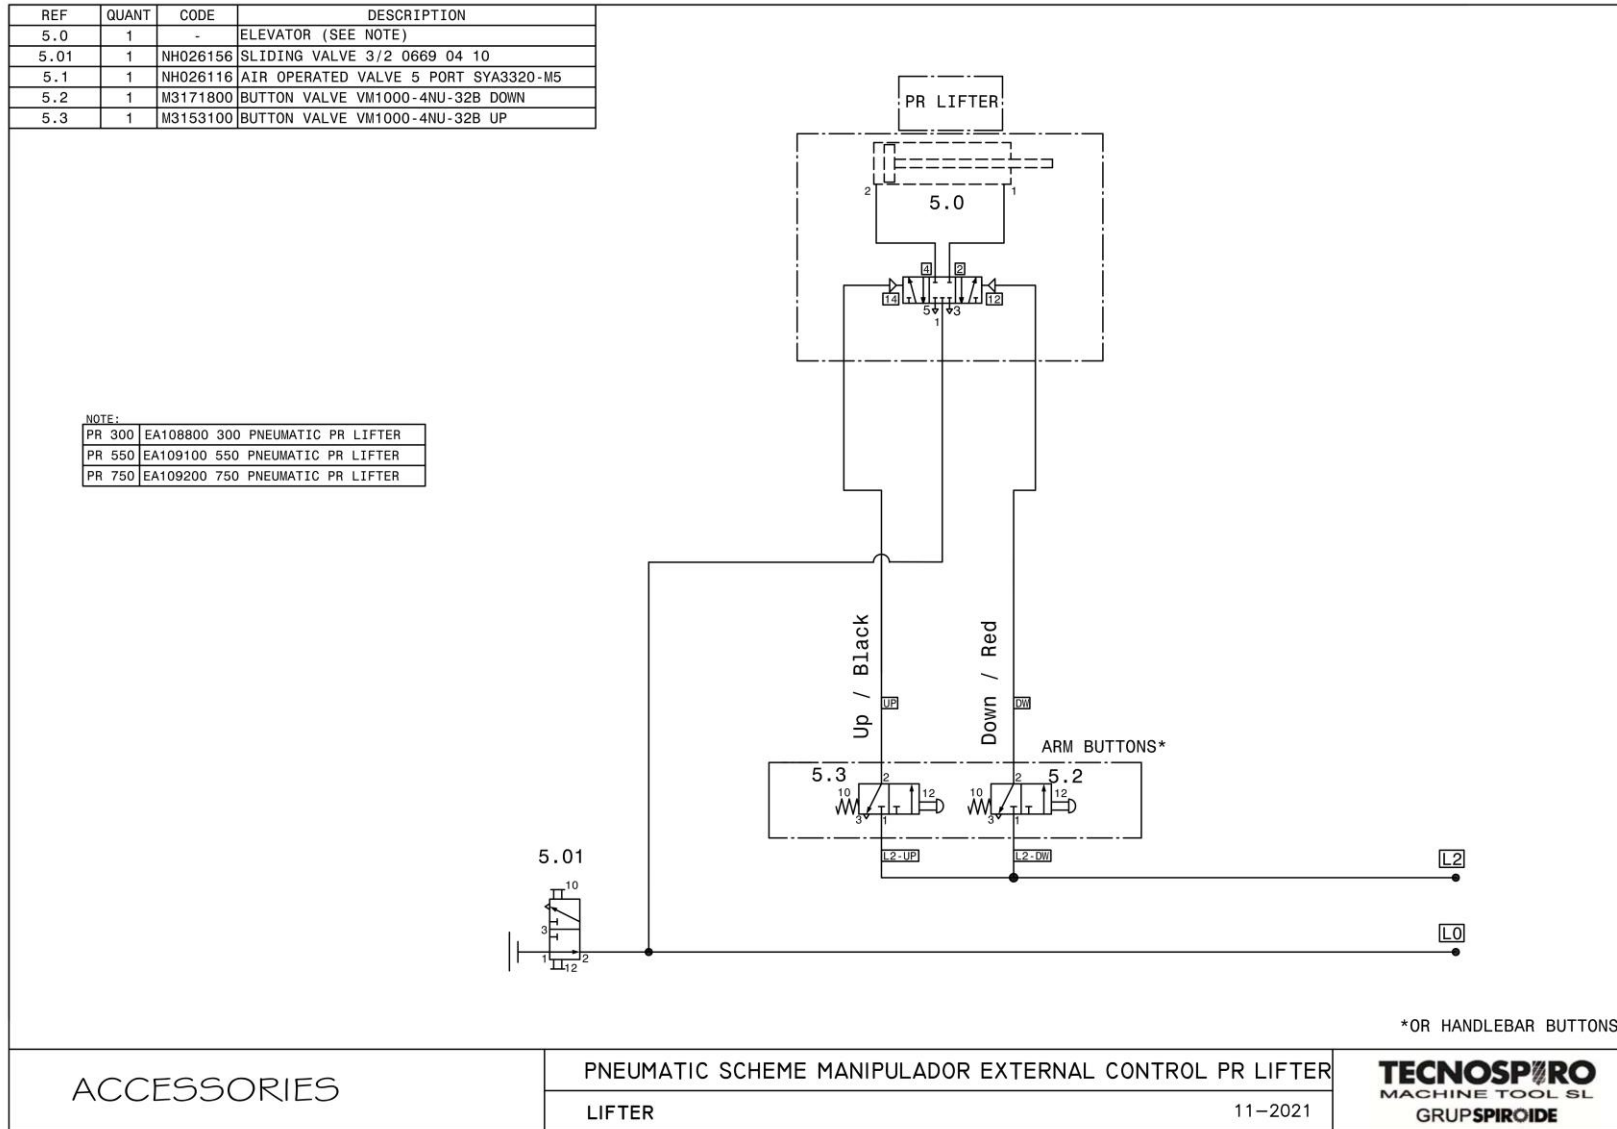 REF QUANT CODE DESCRIPTION
5.0 1 - ELEVATOR (SEE NOTE)
5.01 1 NH026156 SLIDING VALVE 3/2 0669 04 10
5.1 1 NH026116 AIR OPERATED VALVE 5 PORT SYA3320-M5
5.2 1 M3171800 BUTTON VALVE VM1000-4NU-32B DOWN
5.3 1 M3153100 BUTTON VALVE VM1000-4NU-32B UP
PR LIFTER
2
1
5.0
4
2
14
12
5
3
1
NOTE:
PR 300 EA108800 300 PNEUMATIC PR LIFTER
PR 550 EA109100 550 PNEUMATIC PR LIFTER
PR 750 EA109200 750 PNEUMATIC PR LIFTER
Up / Black
UP
Down / Red
DW
ARM BUTTONS*
5.3
2
10
12
3
1
5.2
2
10
12
3
1
L2-UP
L2-DW
L2
5.01
10
3
1
2
12
L0
*OR HANDLEBAR BUTTONS
ACCESSORIES
PNEUMATIC SCHEME MANIPULADOR EXTERNAL CONTROL PR LIFTER
LIFTER 11-2021
TECNOSPIRO
MACHINE TOOL SL
GRUPSPIROIDE